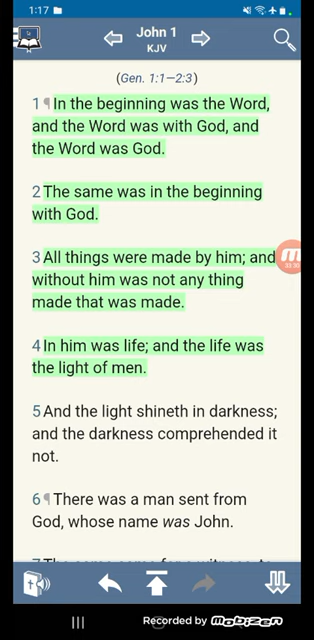 1:17
John 1
KJV
(Gen. 1:1—2:3)
1 ¶ In the beginning was the Word,
and the Word was with God, and
the Word was God.
2 The same was in the beginning
with God.
3 All things were made by him; and
without him was not any thing
made that was made.
4 In him was life; and the life was
the light of men.
5 And the light shineth in darkness;
and the darkness comprehended it
not.
6 ¶ There was a man sent from
God, whose name was John.
Recorded by Mobizen